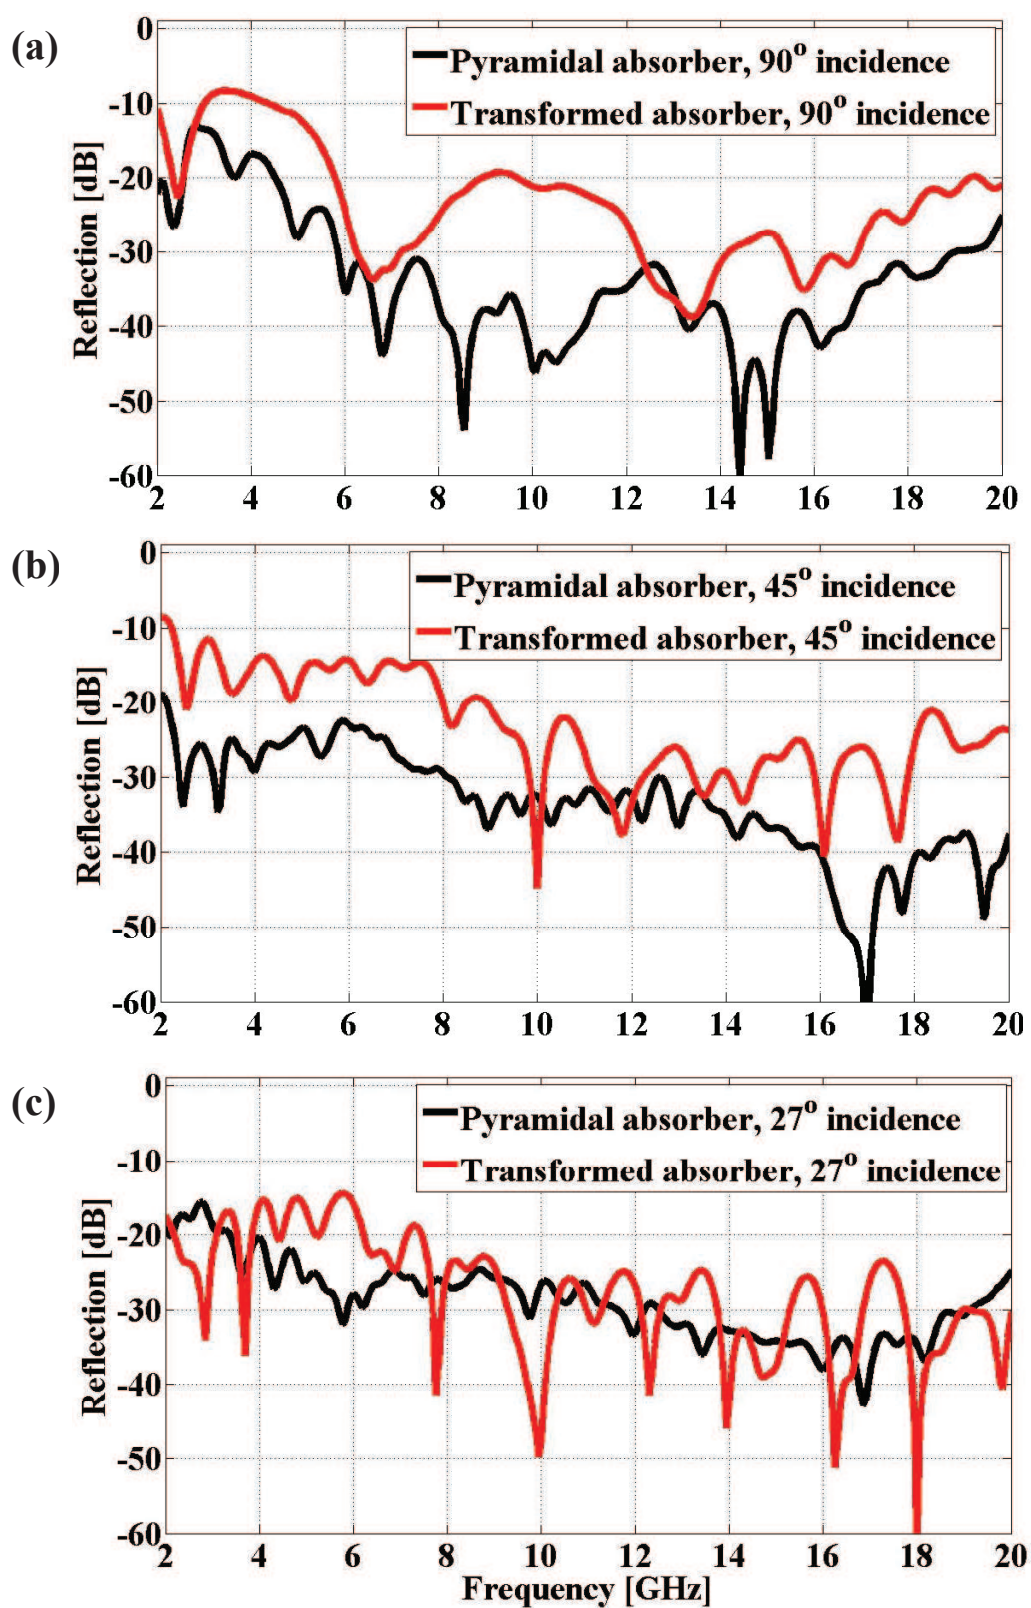 (a)
Pyramidal absorber, 90° incidence
Transformed absorber, 90° incidence
Reflection [dB]
0
-10
-20
-30
-40
-50
-60
2 4 6 8 10 12 14 16 18 20
(b)
Pyramidal absorber, 45° incidence
Transformed absorber, 45° incidence
Reflection [dB]
0
-10
-20
-30
-40
-50
-60
2 4 6 8 10 12 14 16 18 20
(c)
Pyramidal absorber, 27° incidence
Transformed absorber, 27° incidence
Reflection [dB]
0
-10
-20
-30
-40
-50
-60
2 4 6 8 10 12 14 16 18 20
Frequency [GHz]